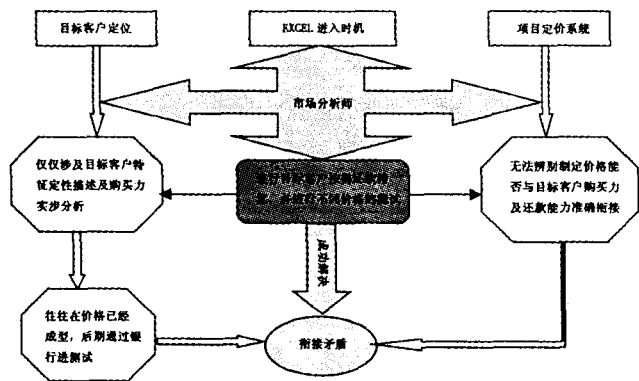 目标客户定位
EXCEL 进入时机
项目定价系统
市场分析师
仅仅涉及目标客户特
征定性描述及购买力
实涉分析
无法辨别制定价格能
否与目标客户购买力
及还款能力准确衔接
往往在价格已经
成型，后期通过银
行进测试
衔接矛盾